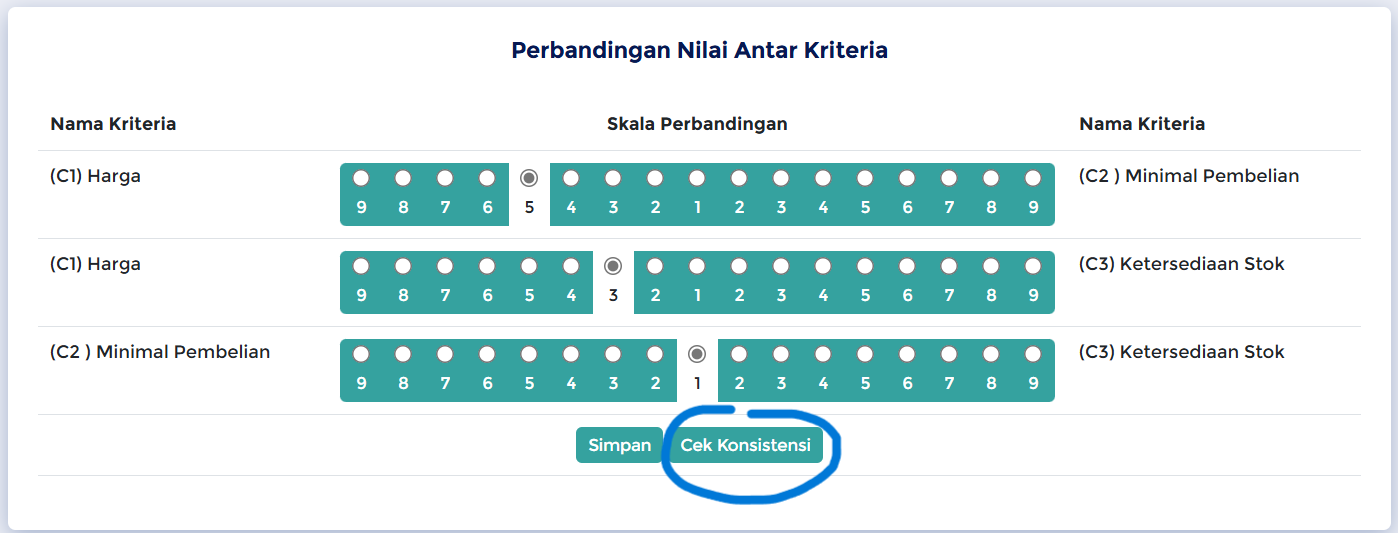 Perbandingan Nilai Antar Kriteria
Nama Kriteria Skala Perbandingan Nama Kriteria
(C1) Harga (C2 ) Minimal Pembelian
9 8 7 6 5 4 3 2 1 2 3 4 5 6 7 8 9
(C1) Harga (C3) Ketersediaan Stok
9 8 7 6 5 4 3 2 1 2 3 4 5 6 7 8 9
(C2 ) Minimal Pembelian (C3) Ketersediaan Stok
9 8 7 6 5 4 3 2 1 2 3 4 5 6 7 8 9
Simpan Cek Konsistensi